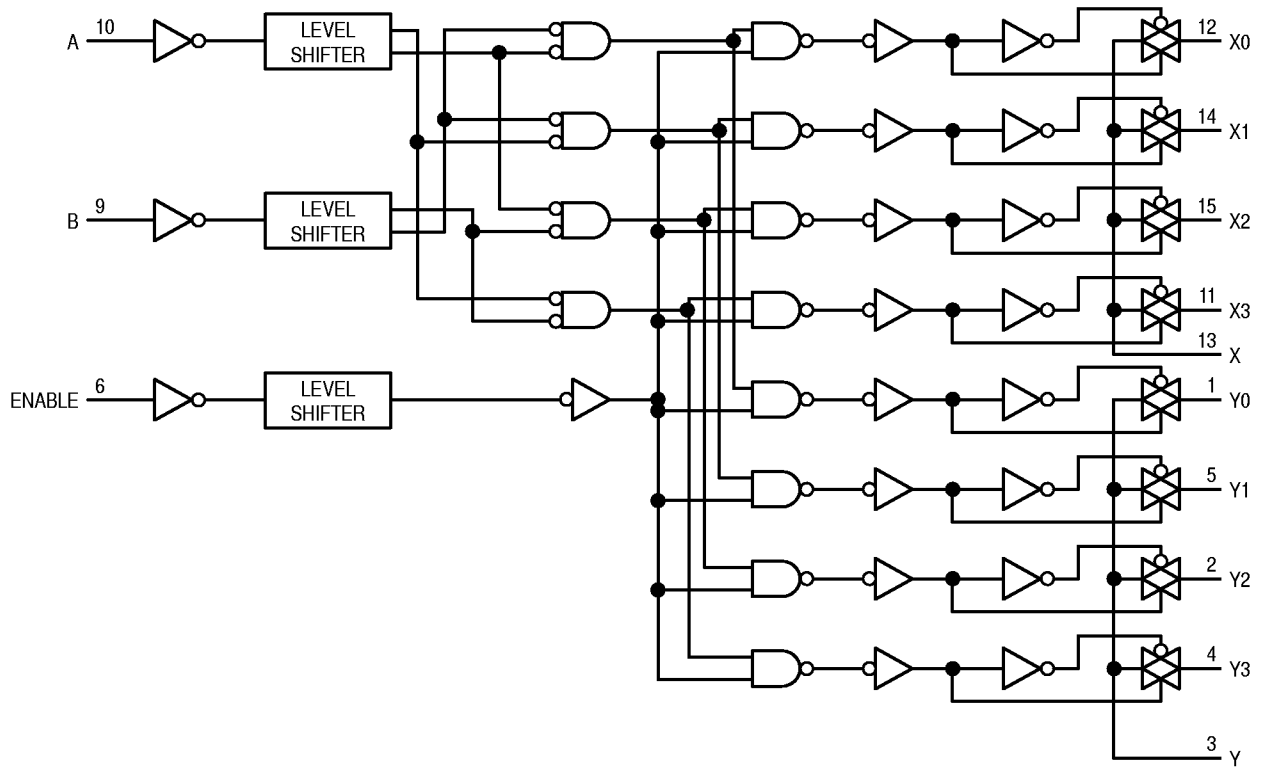 A 10 LEVEL SHIFTER 12 X0
14 X1
B 9 LEVEL SHIFTER 15 X2
11 X3
13 X
ENABLE 6 LEVEL SHIFTER 1 Y0
5 Y1
2 Y2
4 Y3
3 Y